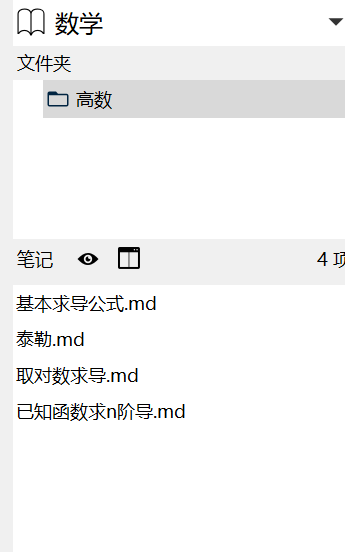 数学
文件夹
高数
笔记 4 项
基本求导公式.md
泰勒.md
取对数求导.md
已知函数求n阶导.md